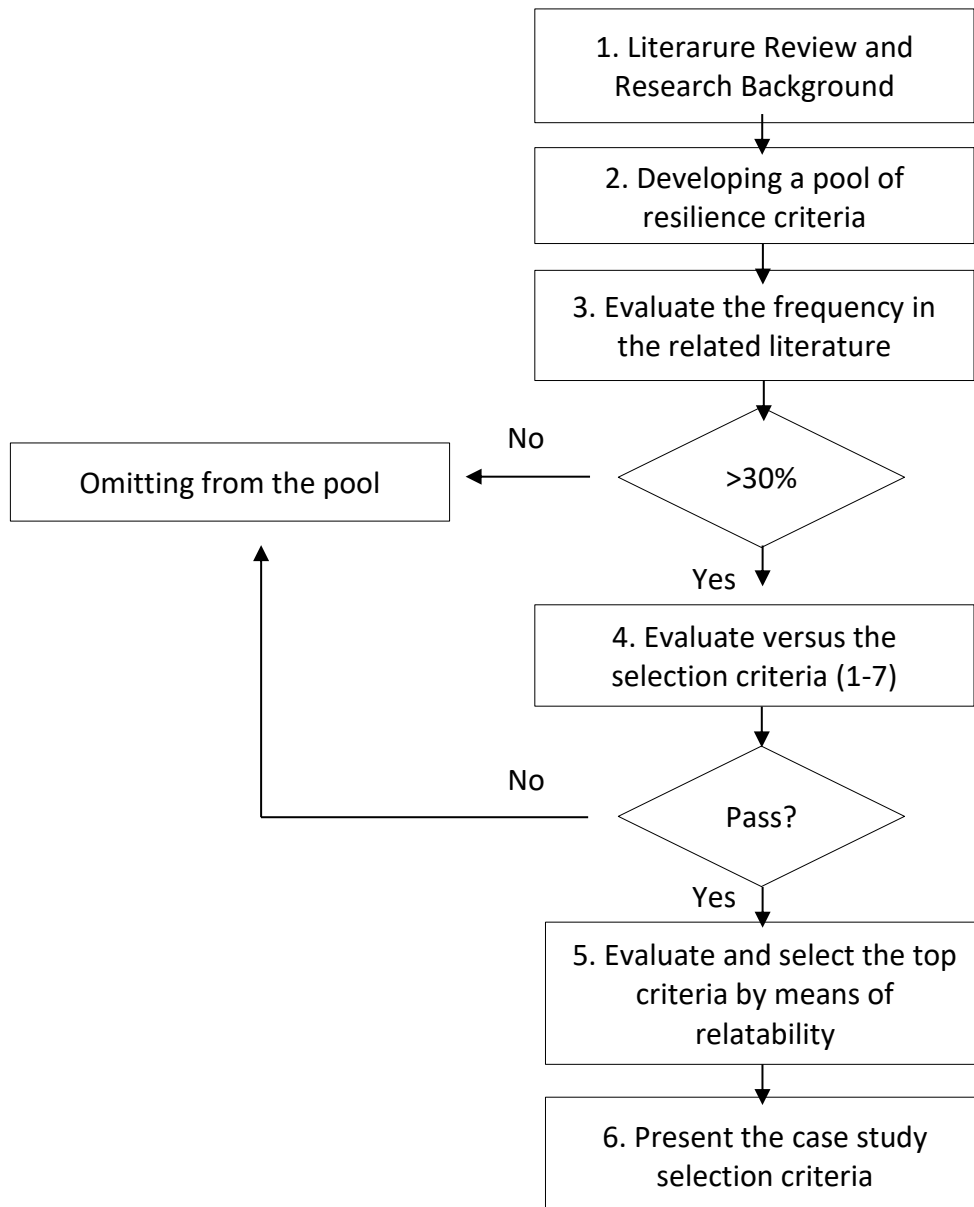 1. Literarure Review and
Research Background
2. Developing a pool of
resilience criteria
3. Evaluate the frequency in
the related literature
No
Omitting from the pool
>30%
Yes
4. Evaluate versus the
selection criteria (1-7)
No
Pass?
Yes
5. Evaluate and select the top
criteria by means of
relatability
6. Present the case study
selection criteria